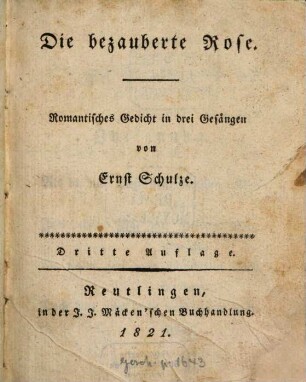 Die bezauberte Rose.
Romantisches Gedicht in drei Gesängen
von
Ernst Schulze.
Dritte Auflage.
Reutlingen,
in der J. J. Mäcken'schen Buchhandlung.
1821.